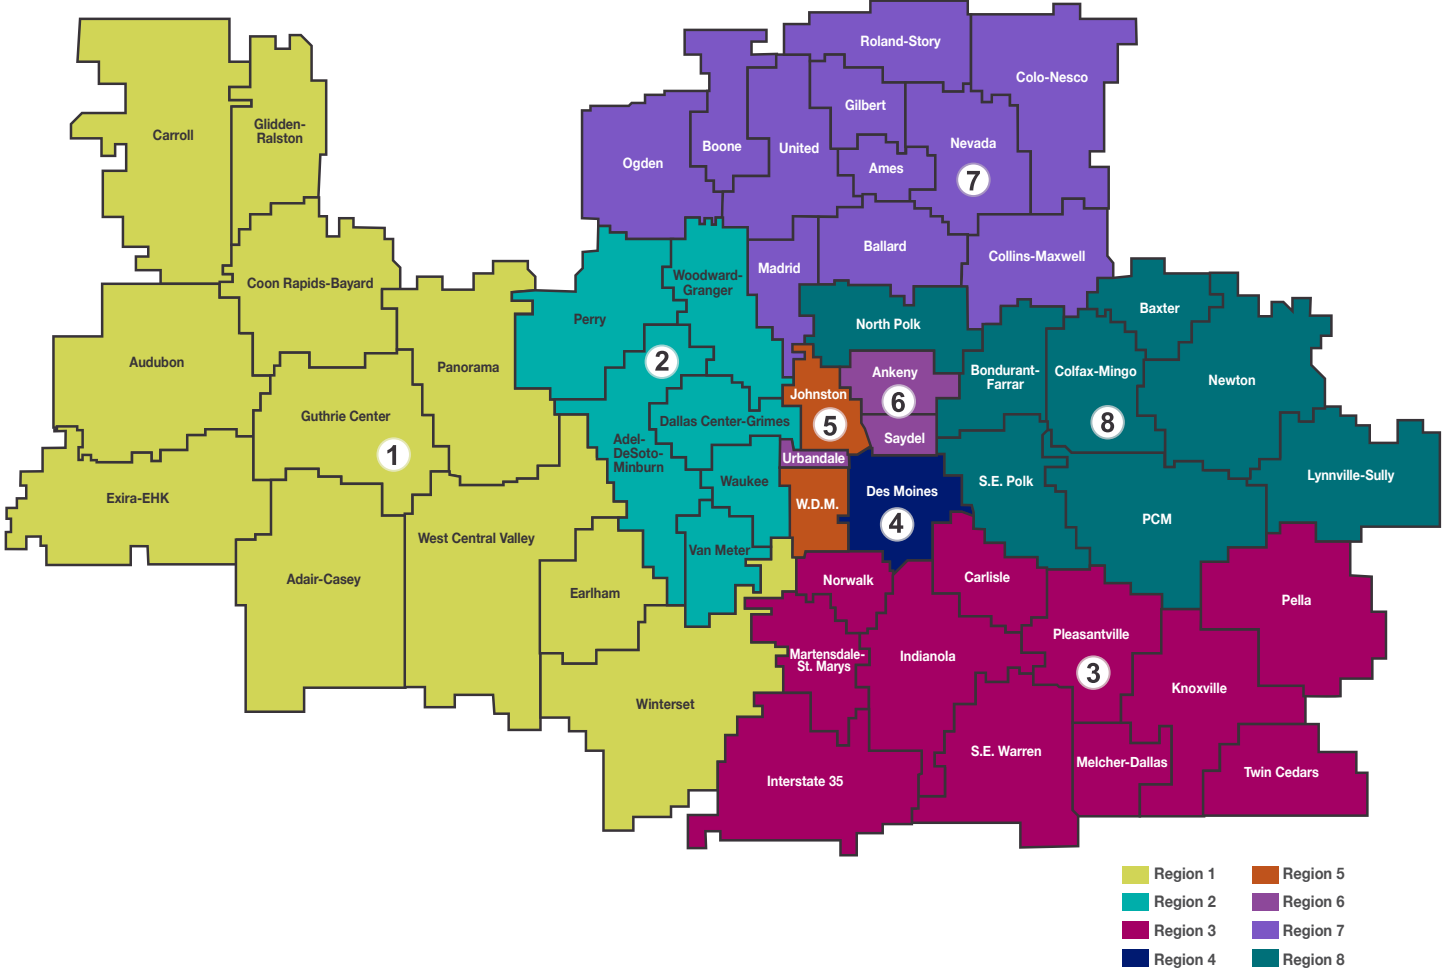 Roland-Story
Colo-Nesco
Gilbert
Carroll
Glidden-
Ralston
Nevada
Boone
United
Ogden
Ames
7
Ballard
Collins-Maxwell
Madrid
Coon Rapids-Bayard
Woodward-
Granger
Baxter
Perry
North Polk
Audubon
2
Panorama
Ankeny
Bondurant-
Farrar
Colfax-Mingo
Newton
Johnston
6
Guthrie Center
Dallas Center-Grimes
5
8
Saydel
1
Adel-
DeSoto-
Minburn
Urbandale
Waukee
S.E. Polk
Lynnville-Sully
Exira-EHK
Des Moines
W.D.M.
4
PCM
West Central Valley
Van Meter
Adair-Casey
Earlham
Norwalk
Carlisle
Pella
Pleasantville
Martensdale-
St. Marys
Indianola
3
Knoxville
Winterset
S.E. Warren
Melcher-Dallas
Twin Cedars
Interstate 35
Region 1
Region 5
Region 2
Region 6
Region 3
Region 7
Region 4
Region 8